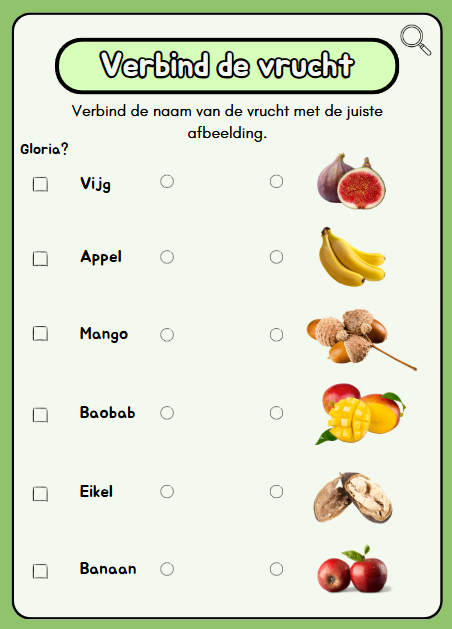 Verbind de vrucht
Verbind de naam van de vrucht met de juiste
afbeelding.
Gloria?
Vijg
Appel
Mango
Baobab
Eikel
Banaan